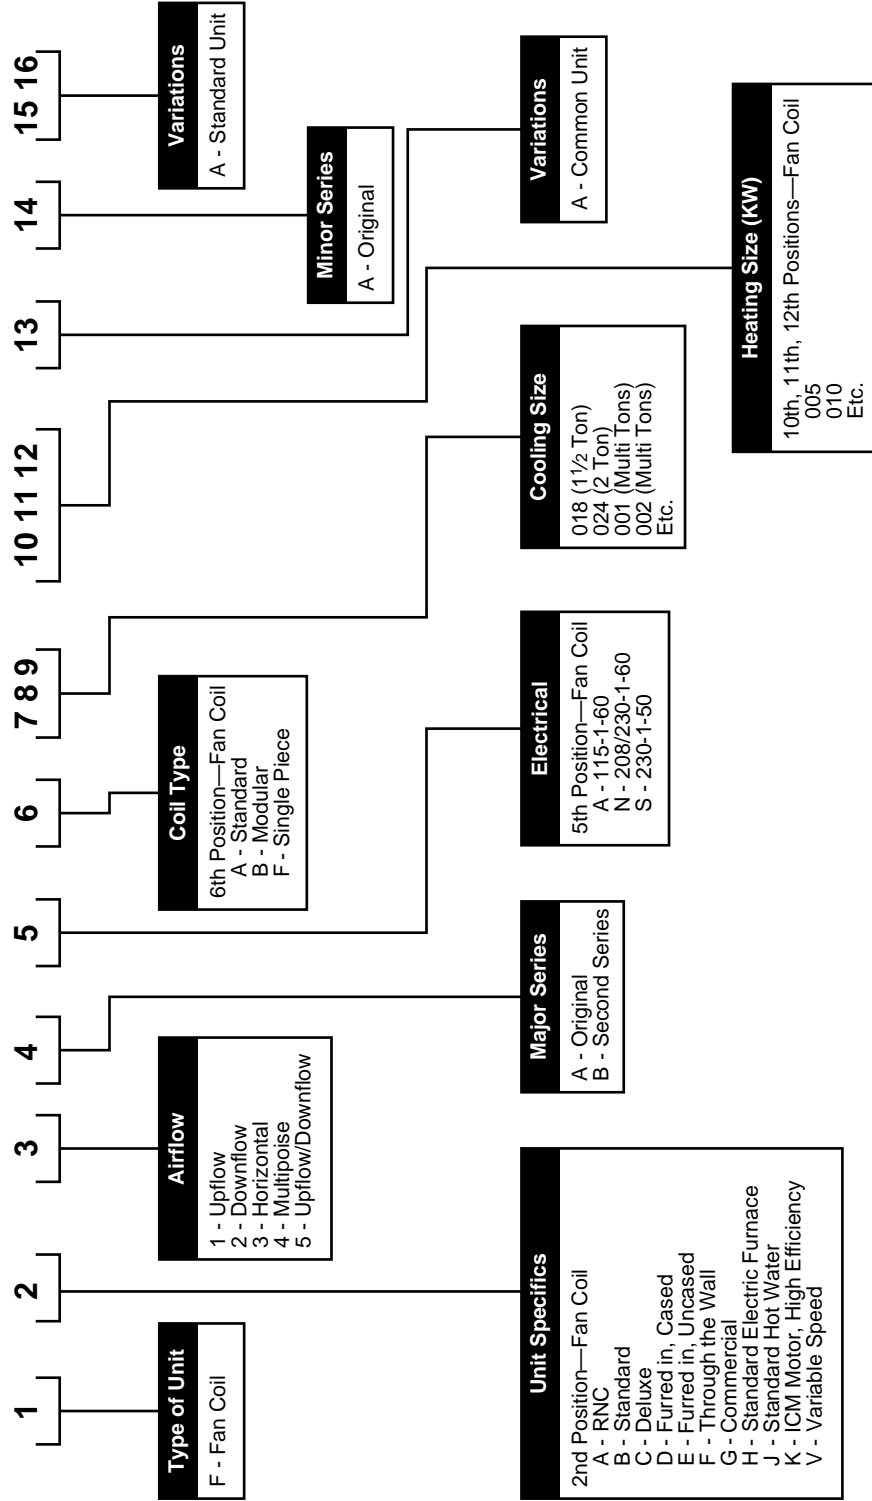 1 2 3 4 5 6 7 8 9 10 11 12 13 14 15 16
Type of Unit
F - Fan Coil
Airflow
1 - Upflow
2 - Downflow
3 - Horizontal
4 - Multipoise
5 - Upflow/Downflow
Coil Type
6th Position—Fan Coil
A - Standard
B - Modular
F - Single Piece
Minor Series
A - Original
Variations
A - Standard Unit
Unit Specifics
2nd Position—Fan Coil
A - RNC
B - Standard
C - Deluxe
D - Furred in, Cased
E - Furred in, Uncased
F - Through the Wall
G - Commercial
H - Standard Electric Furnace
J - Standard Hot Water
K - ICM Motor, High Efficiency
V - Variable Speed
Major Series
A - Original
B - Second Series
Electrical
5th Position—Fan Coil
A - 115-1-60
N - 208/230-1-60
S - 230-1-50
Cooling Size
018 (1 1/2 Ton)
024 (2 Ton)
001 (Multi Tons)
002 (Multi Tons)
Etc.
Variations
A - Common Unit
Heating Size (KW)
10th, 11th, 12th Positions—Fan Coil
005
010
Etc.